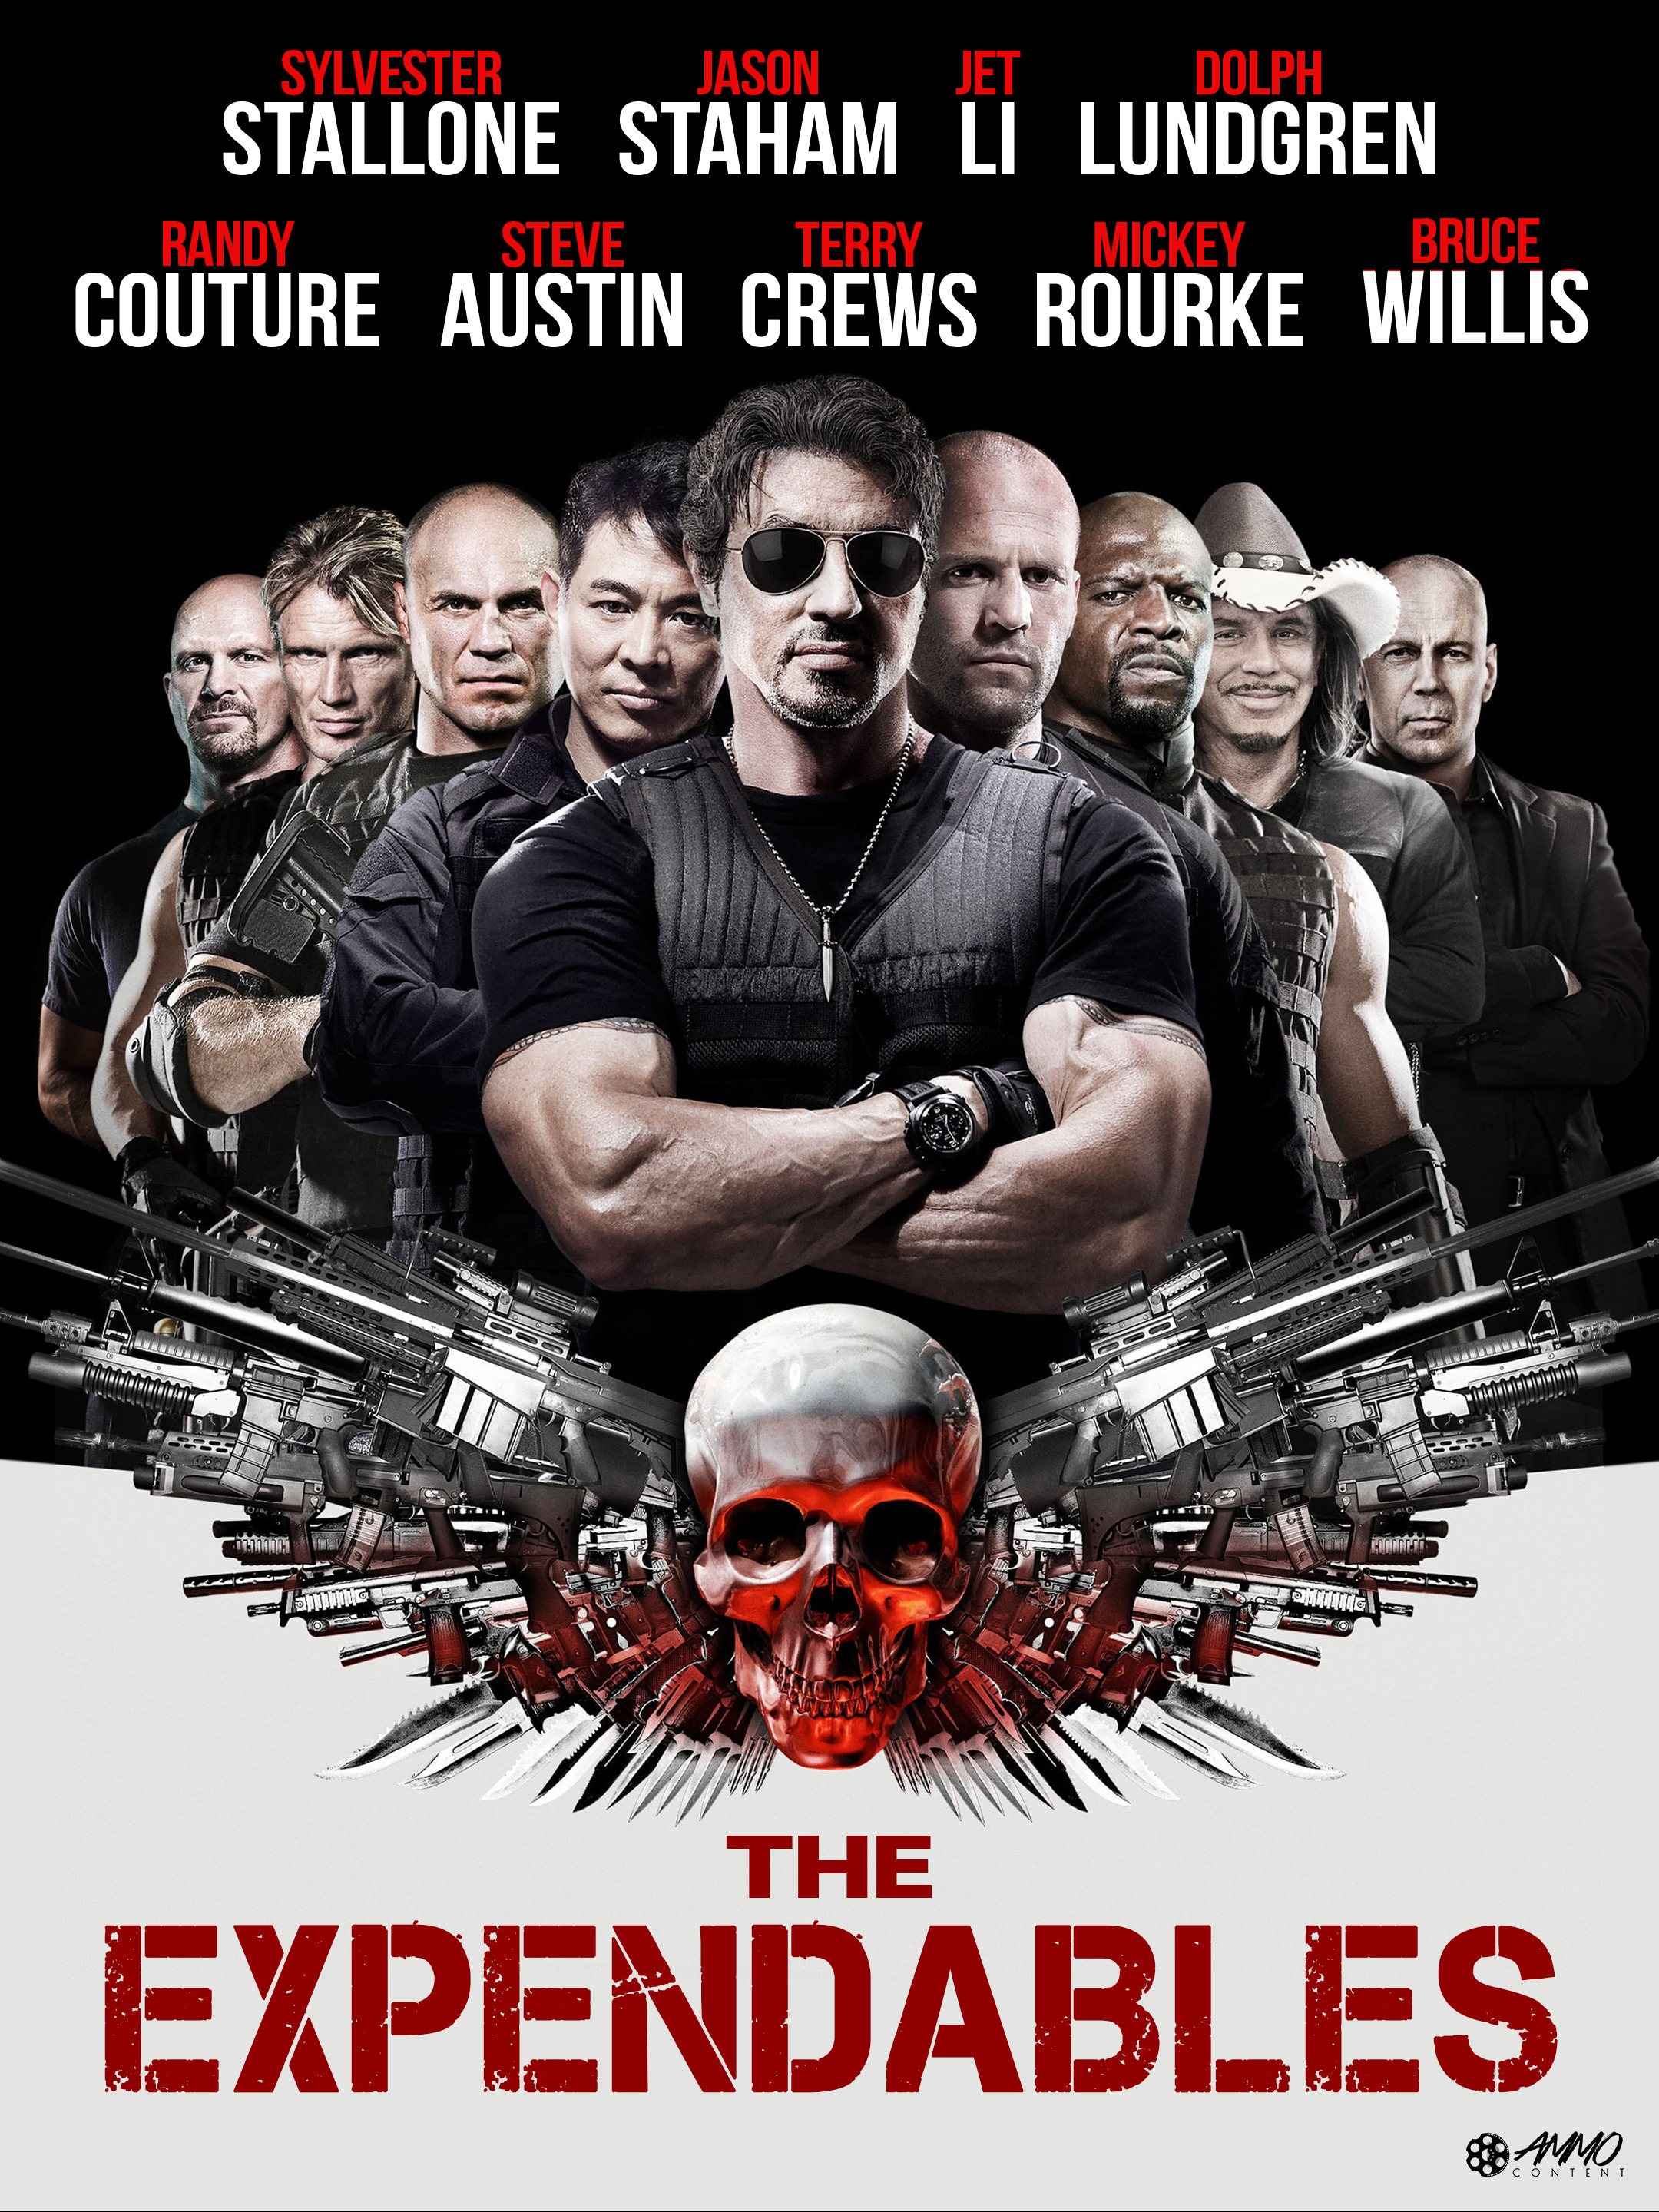 SYLVESTER JASON JET DOLPH
STALLONE STAHAM LI LUNDGREN
RANDY STEVE TERRY MICKEY BRUCE
COUTURE AUSTIN CREWS ROURKE WILLIS
THE
EXPENDABLES
AMMO
CONTENT